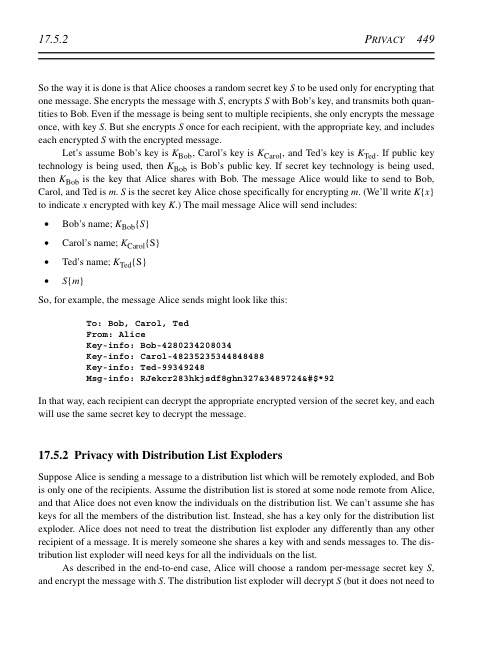 17.5.2 PRIVACY 449
So the way it is done is that Alice chooses a random secret key S to be used only for encrypting that
one message. She encrypts the message with S, encrypts S with Bob's key, and transmits both quan-
tities to Bob. Even if the message is being sent to multiple recipients, she only encrypts the message
once, with key S. But she encrypts S once for each recipient, with the appropriate key, and includes
each encrypted S with the encrypted message.
Let's assume Bob's key is K_Bob, Carol's key is K_Carol, and Ted's key is K_Ted. If public key
technology is being used, then K_Bob is Bob's public key. If secret key technology is being used,
then K_Bob is the key that Alice shares with Bob. The message Alice would like to send to Bob,
Carol, and Ted is m. S is the secret key Alice chose specifically for encrypting m. (We'll write K{x}
to indicate x encrypted with key K.) The mail message Alice will send includes:
• Bob's name; K_Bob{S}
• Carol's name; K_Carol{S}
• Ted's name; K_Ted{S}
• S{m}
So, for example, the message Alice sends might look like this:
To: Bob, Carol, Ted
From: Alice
Key-info: Bob-4280234208034
Key-info: Carol-48235235344848488
Key-info: Ted-99349248
Msg-info: RJekcr283hkjsdf8ghn327&3489724&#$*92
In that way, each recipient can decrypt the appropriate encrypted version of the secret key, and each
will use the same secret key to decrypt the message.
17.5.2 Privacy with Distribution List Exploders
Suppose Alice is sending a message to a distribution list which will be remotely exploded, and Bob
is only one of the recipients. Assume the distribution list is stored at some node remote from Alice,
and that Alice does not even know the individuals on the distribution list. We can't assume she has
keys for all the members of the distribution list. Instead, she has a key only for the distribution list
exploder. Alice does not need to treat the distribution list exploder any differently than any other
recipient of a message. It is merely someone she shares a key with and sends messages to. The dis-
tribution list exploder will need keys for all the individuals on the list.
As described in the end-to-end case, Alice will choose a random per-message secret key S,
and encrypt the message with S. The distribution list exploder will decrypt S (but it does not need to